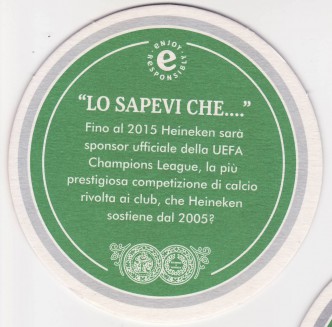 ENJOY RESPONSIBLY
e
"LO SAPEVI CHE...."
Fino al 2015 Heineken sarà
sponsor ufficiale della UEFA
Champions League, la più
prestigiosa competizione di calcio
rivolta ai club, che Heineken
sostiene dal 2005?